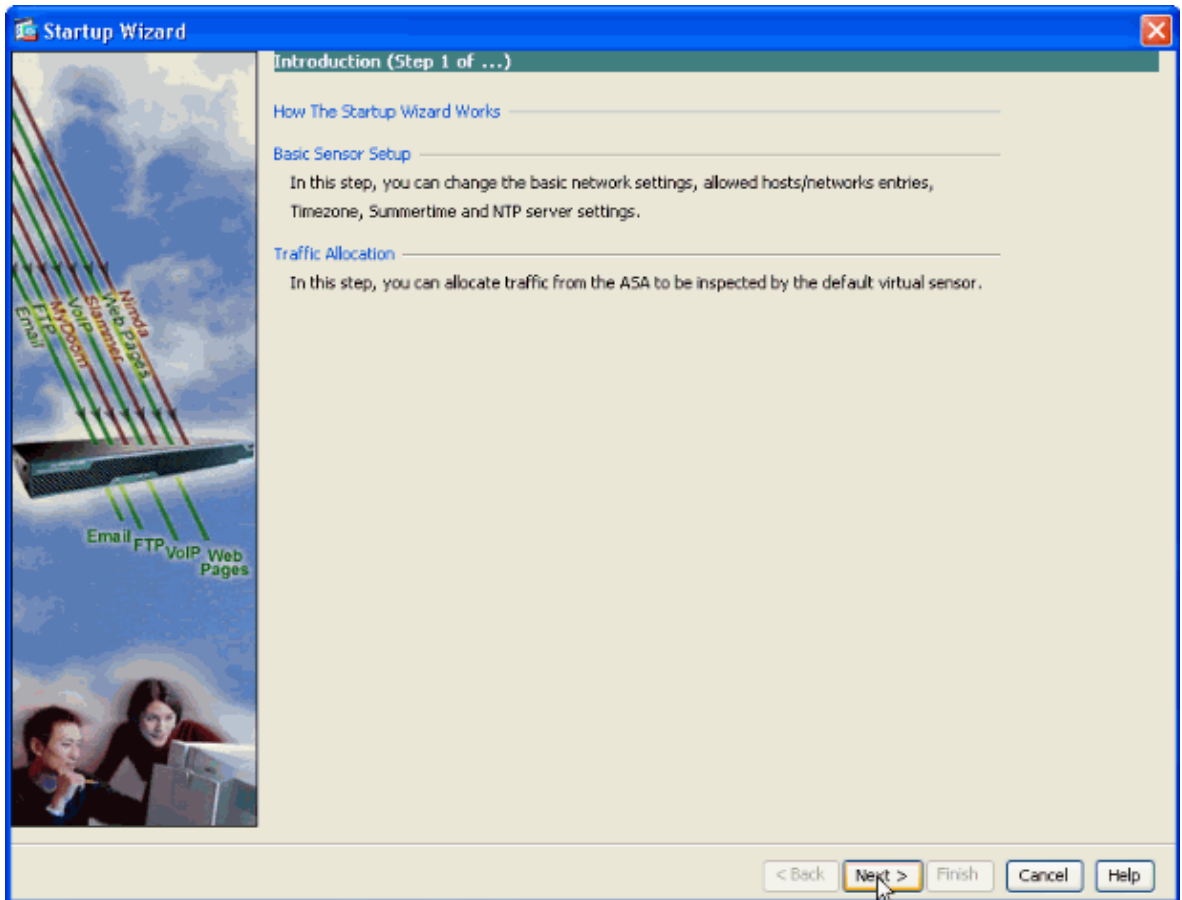 Startup Wizard
Introduction (Step 1 of ...)
How The Startup Wizard Works
Basic Sensor Setup
In this step, you can change the basic network settings, allowed hosts/networks entries,
Timezone, Summertime and NTP server settings.
Traffic Allocation
In this step, you can allocate traffic from the ASA to be inspected by the default virtual sensor.
Nimda
Web Pages
Slammer
VoIP
MyDoom
FTP
Email
Email
FTP
VoIP
Web
Pages
< Back
Next >
Finish
Cancel
Help